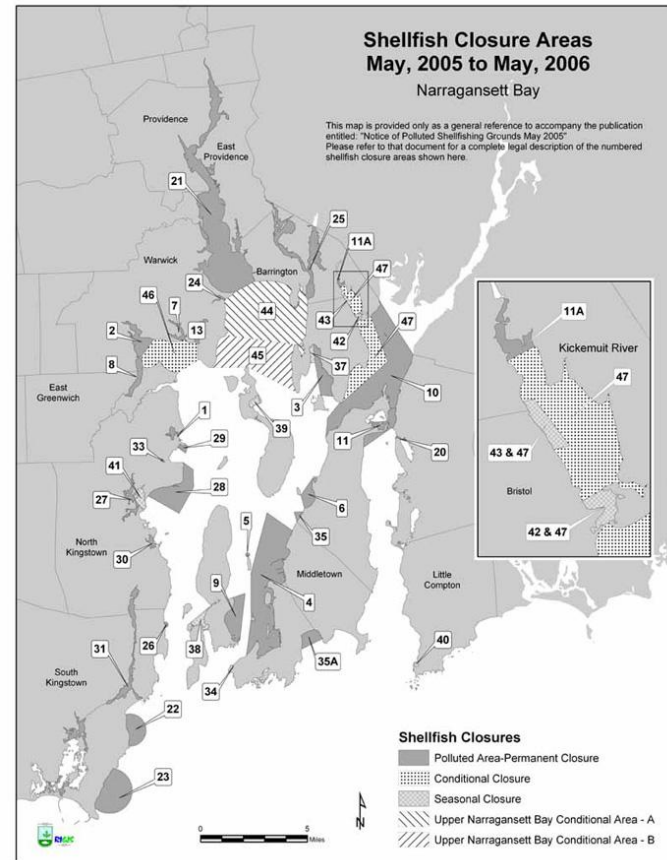 Shellfish Closure Areas
May, 2005 to May, 2006
Narragansett Bay
This map is provided only as a general reference to accompany the publication
entitled: "Notice of Polluted Shellfishing Grounds May 2005"
Please refer to that document for a complete legal description of the numbered
shellfish closure areas shown here.
Providence
East
Providence
21
25
11A
Warwick
Barrington
47
24
46
7
44
43
2
13
42
47
45
37
8
10
East
Greenwich
3
1
39
11
29
20
33
41
28
6
27
5
35
North
Kingstown
30
Middletown
Little
Compton
9
4
26
38
40
31
35A
South
Kingstown
34
22
23
11A
Kickemuit River
47
43 & 47
Bristol
42 & 47
Shellfish Closures
Polluted Area-Permanent Closure
Conditional Closure
Seasonal Closure
Upper Narragansett Bay Conditional Area - A
Upper Narragansett Bay Conditional Area - B
N
0
5
Miles